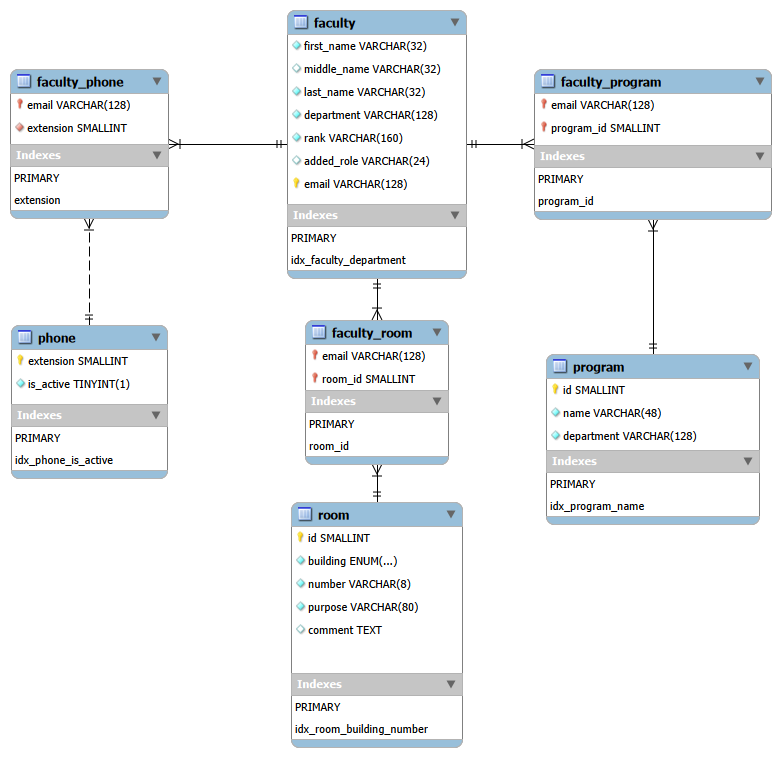 faculty
first_name VARCHAR(32)
middle_name VARCHAR(32)
last_name VARCHAR(32)
department VARCHAR(128)
rank VARCHAR(160)
added_role VARCHAR(24)
email VARCHAR(128)
Indexes
PRIMARY
idx_faculty_department
faculty_phone
email VARCHAR(128)
extension SMALLINT
Indexes
PRIMARY
extension
faculty_program
email VARCHAR(128)
program_id SMALLINT
Indexes
PRIMARY
program_id
phone
extension SMALLINT
is_active TINYINT(1)
Indexes
PRIMARY
idx_phone_is_active
faculty_room
email VARCHAR(128)
room_id SMALLINT
Indexes
PRIMARY
room_id
program
id SMALLINT
name VARCHAR(48)
department VARCHAR(128)
Indexes
PRIMARY
idx_program_name
room
id SMALLINT
building ENUM(...)
number VARCHAR(8)
purpose VARCHAR(80)
comment TEXT
Indexes
PRIMARY
idx_room_building_number